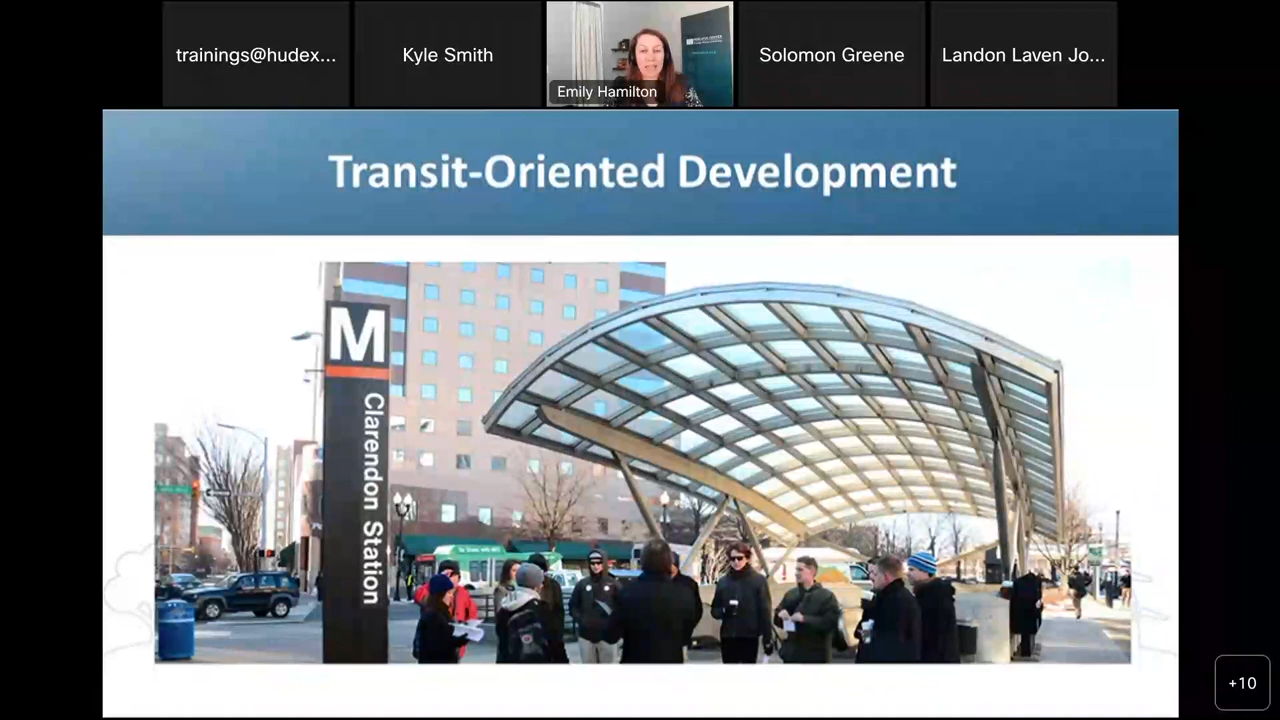 trainings@hudex...
Kyle Smith
Emily Hamilton
Solomon Greene
Landon Laven Jo...
Transit-Oriented Development
M
Clarendon Station
+10